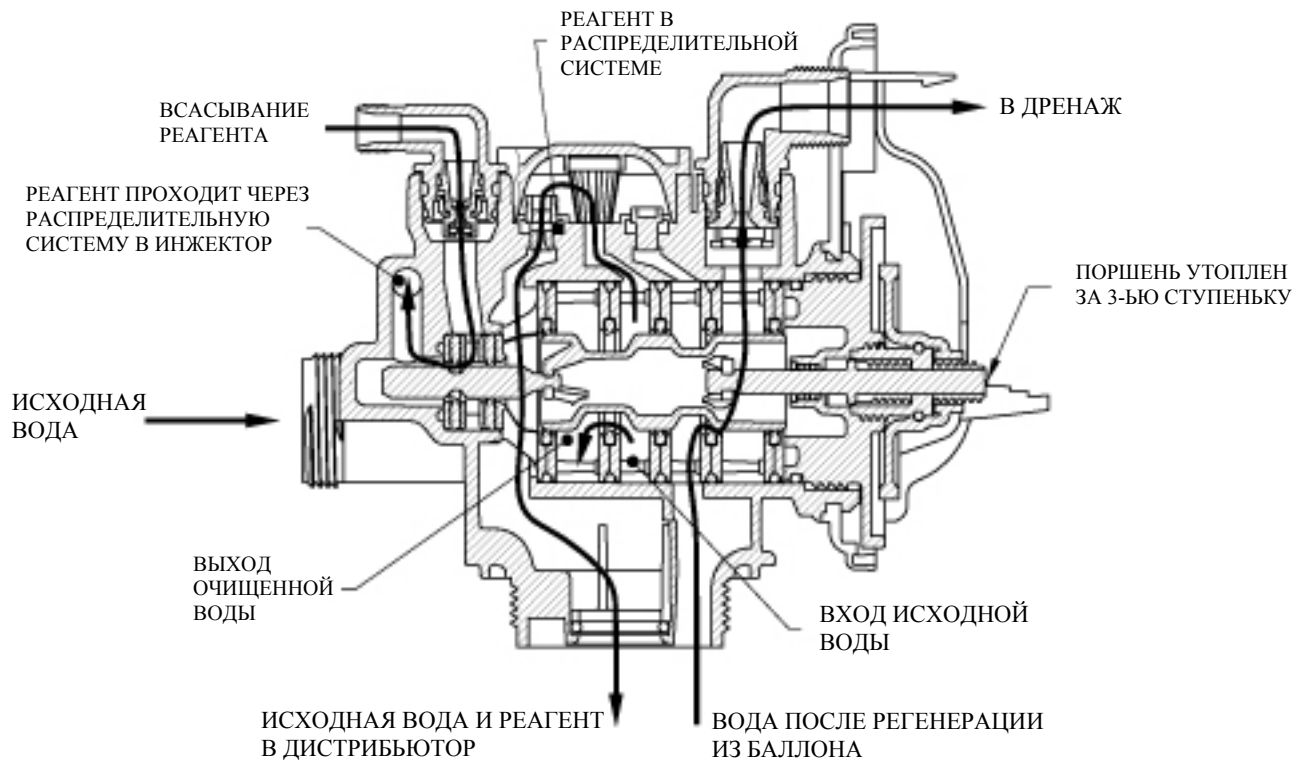 РЕАГЕНТ В
РАСПРЕДЕЛИТЕЛЬНОЙ
СИСТЕМЕ
ВСАСЫВАНИЕ
РЕАГЕНТА
В ДРЕНАЖ
РЕАГЕНТ ПРОХОДИТ ЧЕРЕЗ
РАСПРЕДЕЛИТЕЛЬНУЮ
СИСТЕМУ В ИНЖЕКТОР
ПОРШЕНЬ УТОПЛЕН
ЗА 3-ЬЮ СТУПЕНЬКУ
ИСХОДНАЯ
ВОДА
ВЫХОД
ОЧИЩЕННОЙ
ВОДЫ
ВХОД ИСХОДНОЙ
ВОДЫ
ИСХОДНАЯ ВОДА И РЕАГЕНТ
В ДИСТРИБЬЮТОР
ВОДА ПОСЛЕ РЕГЕНЕРАЦИИ
ИЗ БАЛЛОНА